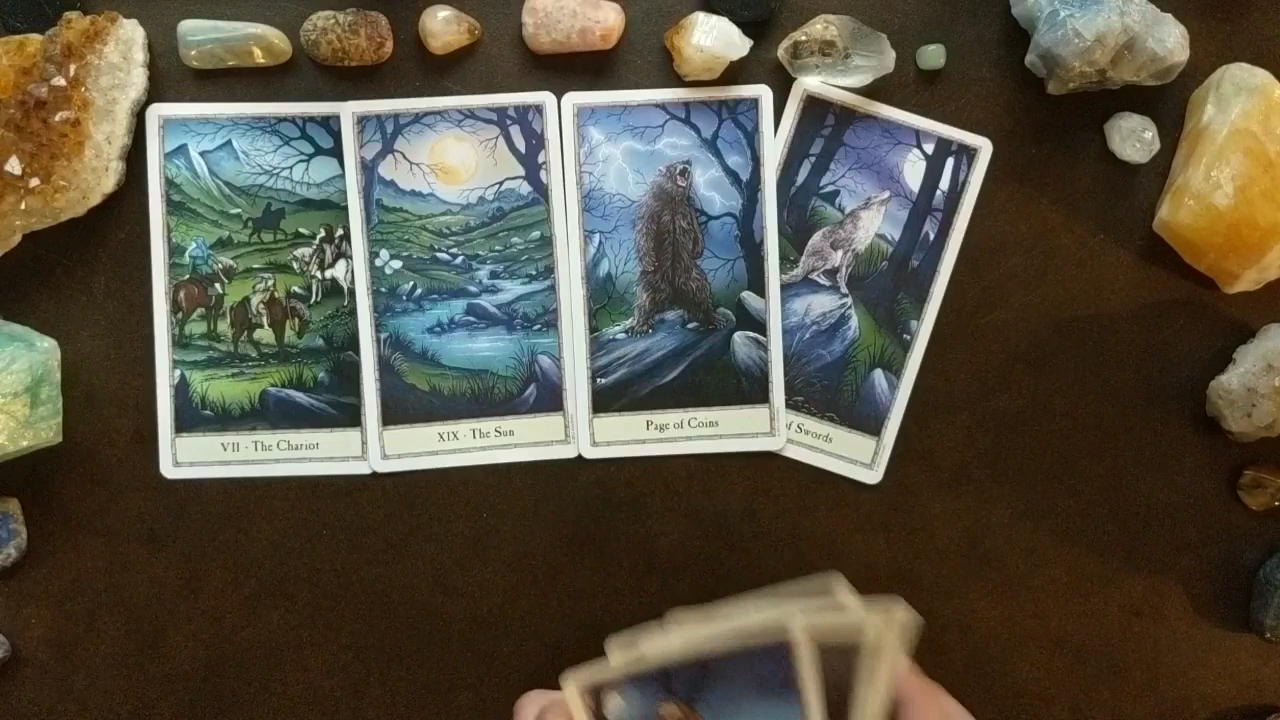 VII · The Chariot
XIX · The Sun
Page of Coins
of Swords